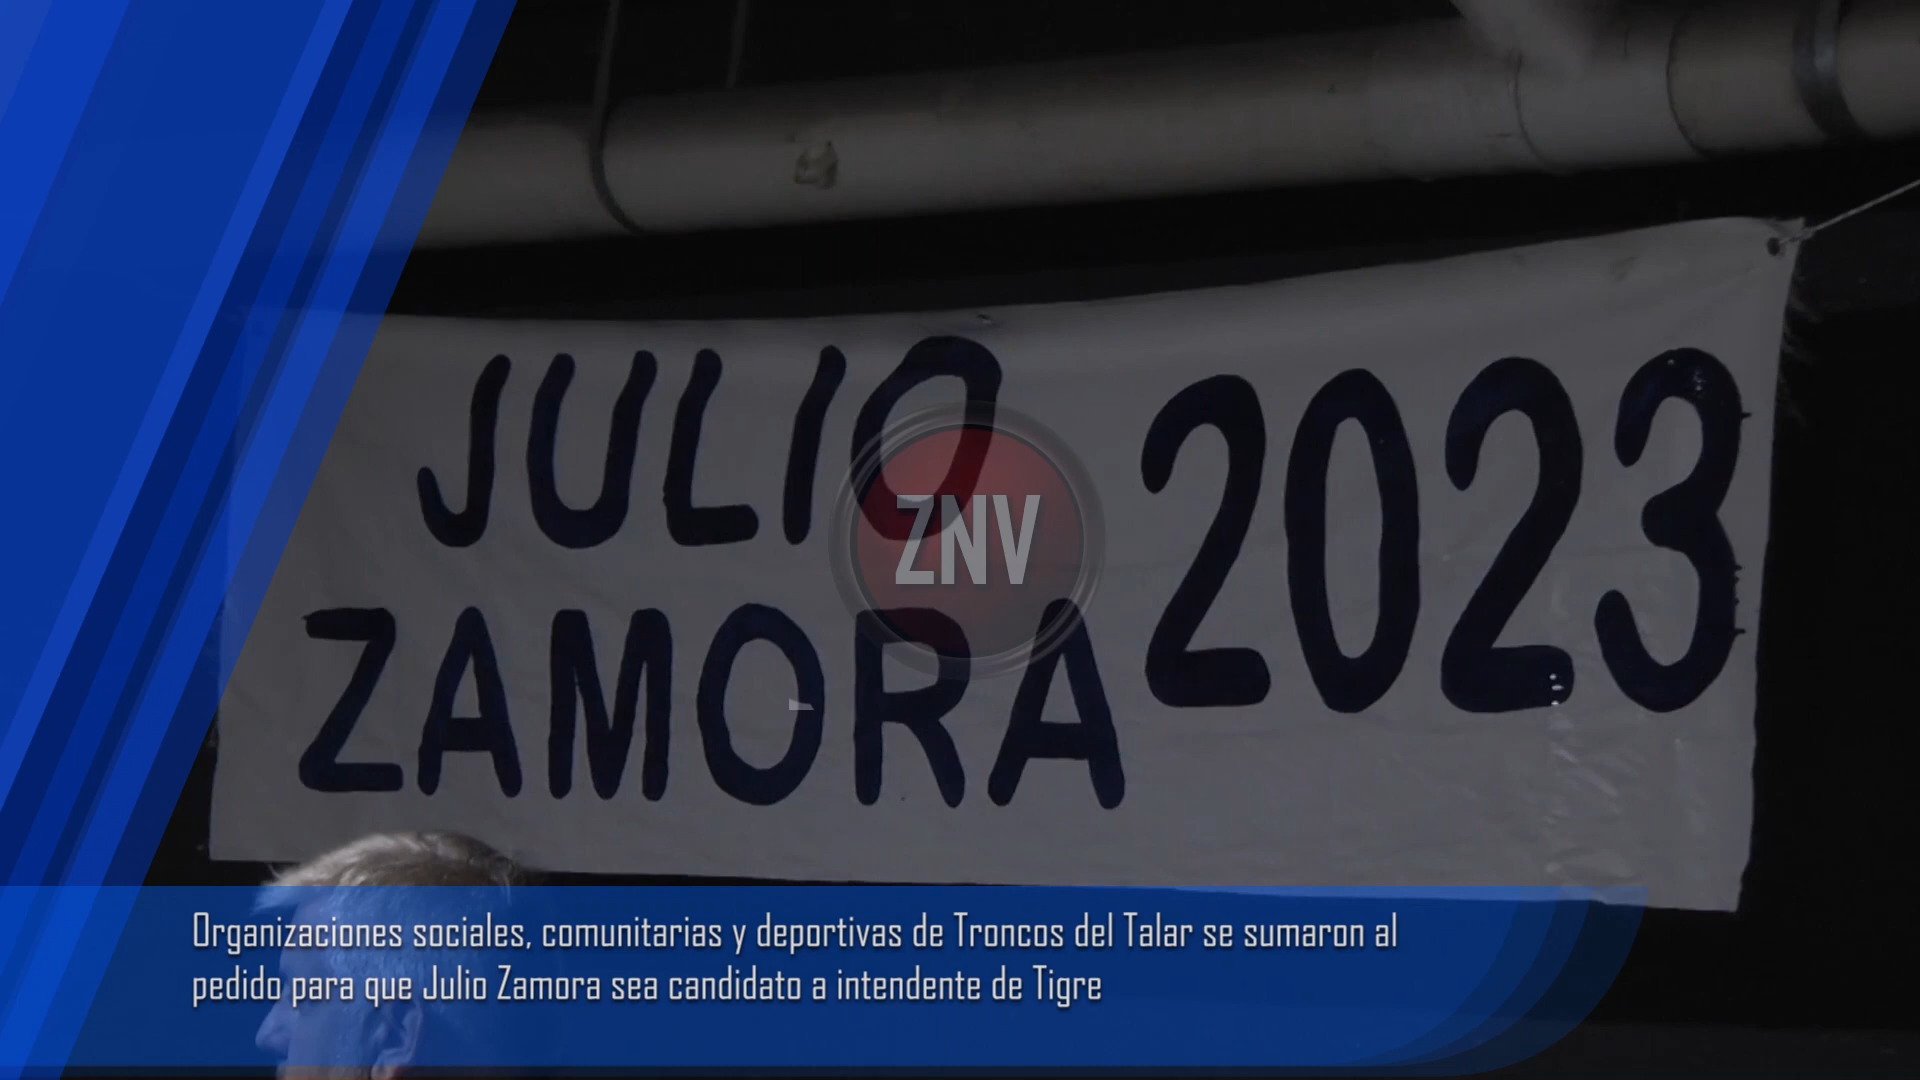 JULIO
ZAMORA
2023
ZNV
Organizaciones sociales, comunitarias y deportivas de Troncos del Talar se sumaron al
pedido para que Julio Zamora sea candidato a intendente de Tigre